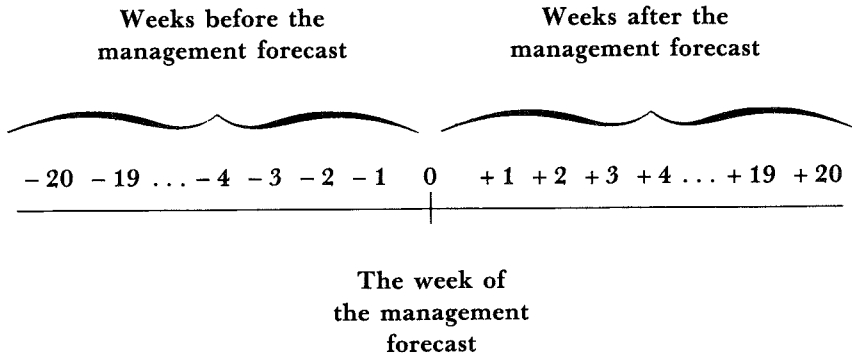 Weeks before the
management forecast
Weeks after the
management forecast
– 20 – 19 ... – 4 – 3 – 2 – 1 0 + 1 + 2 + 3 + 4 ... + 19 + 20
The week of
the management
forecast